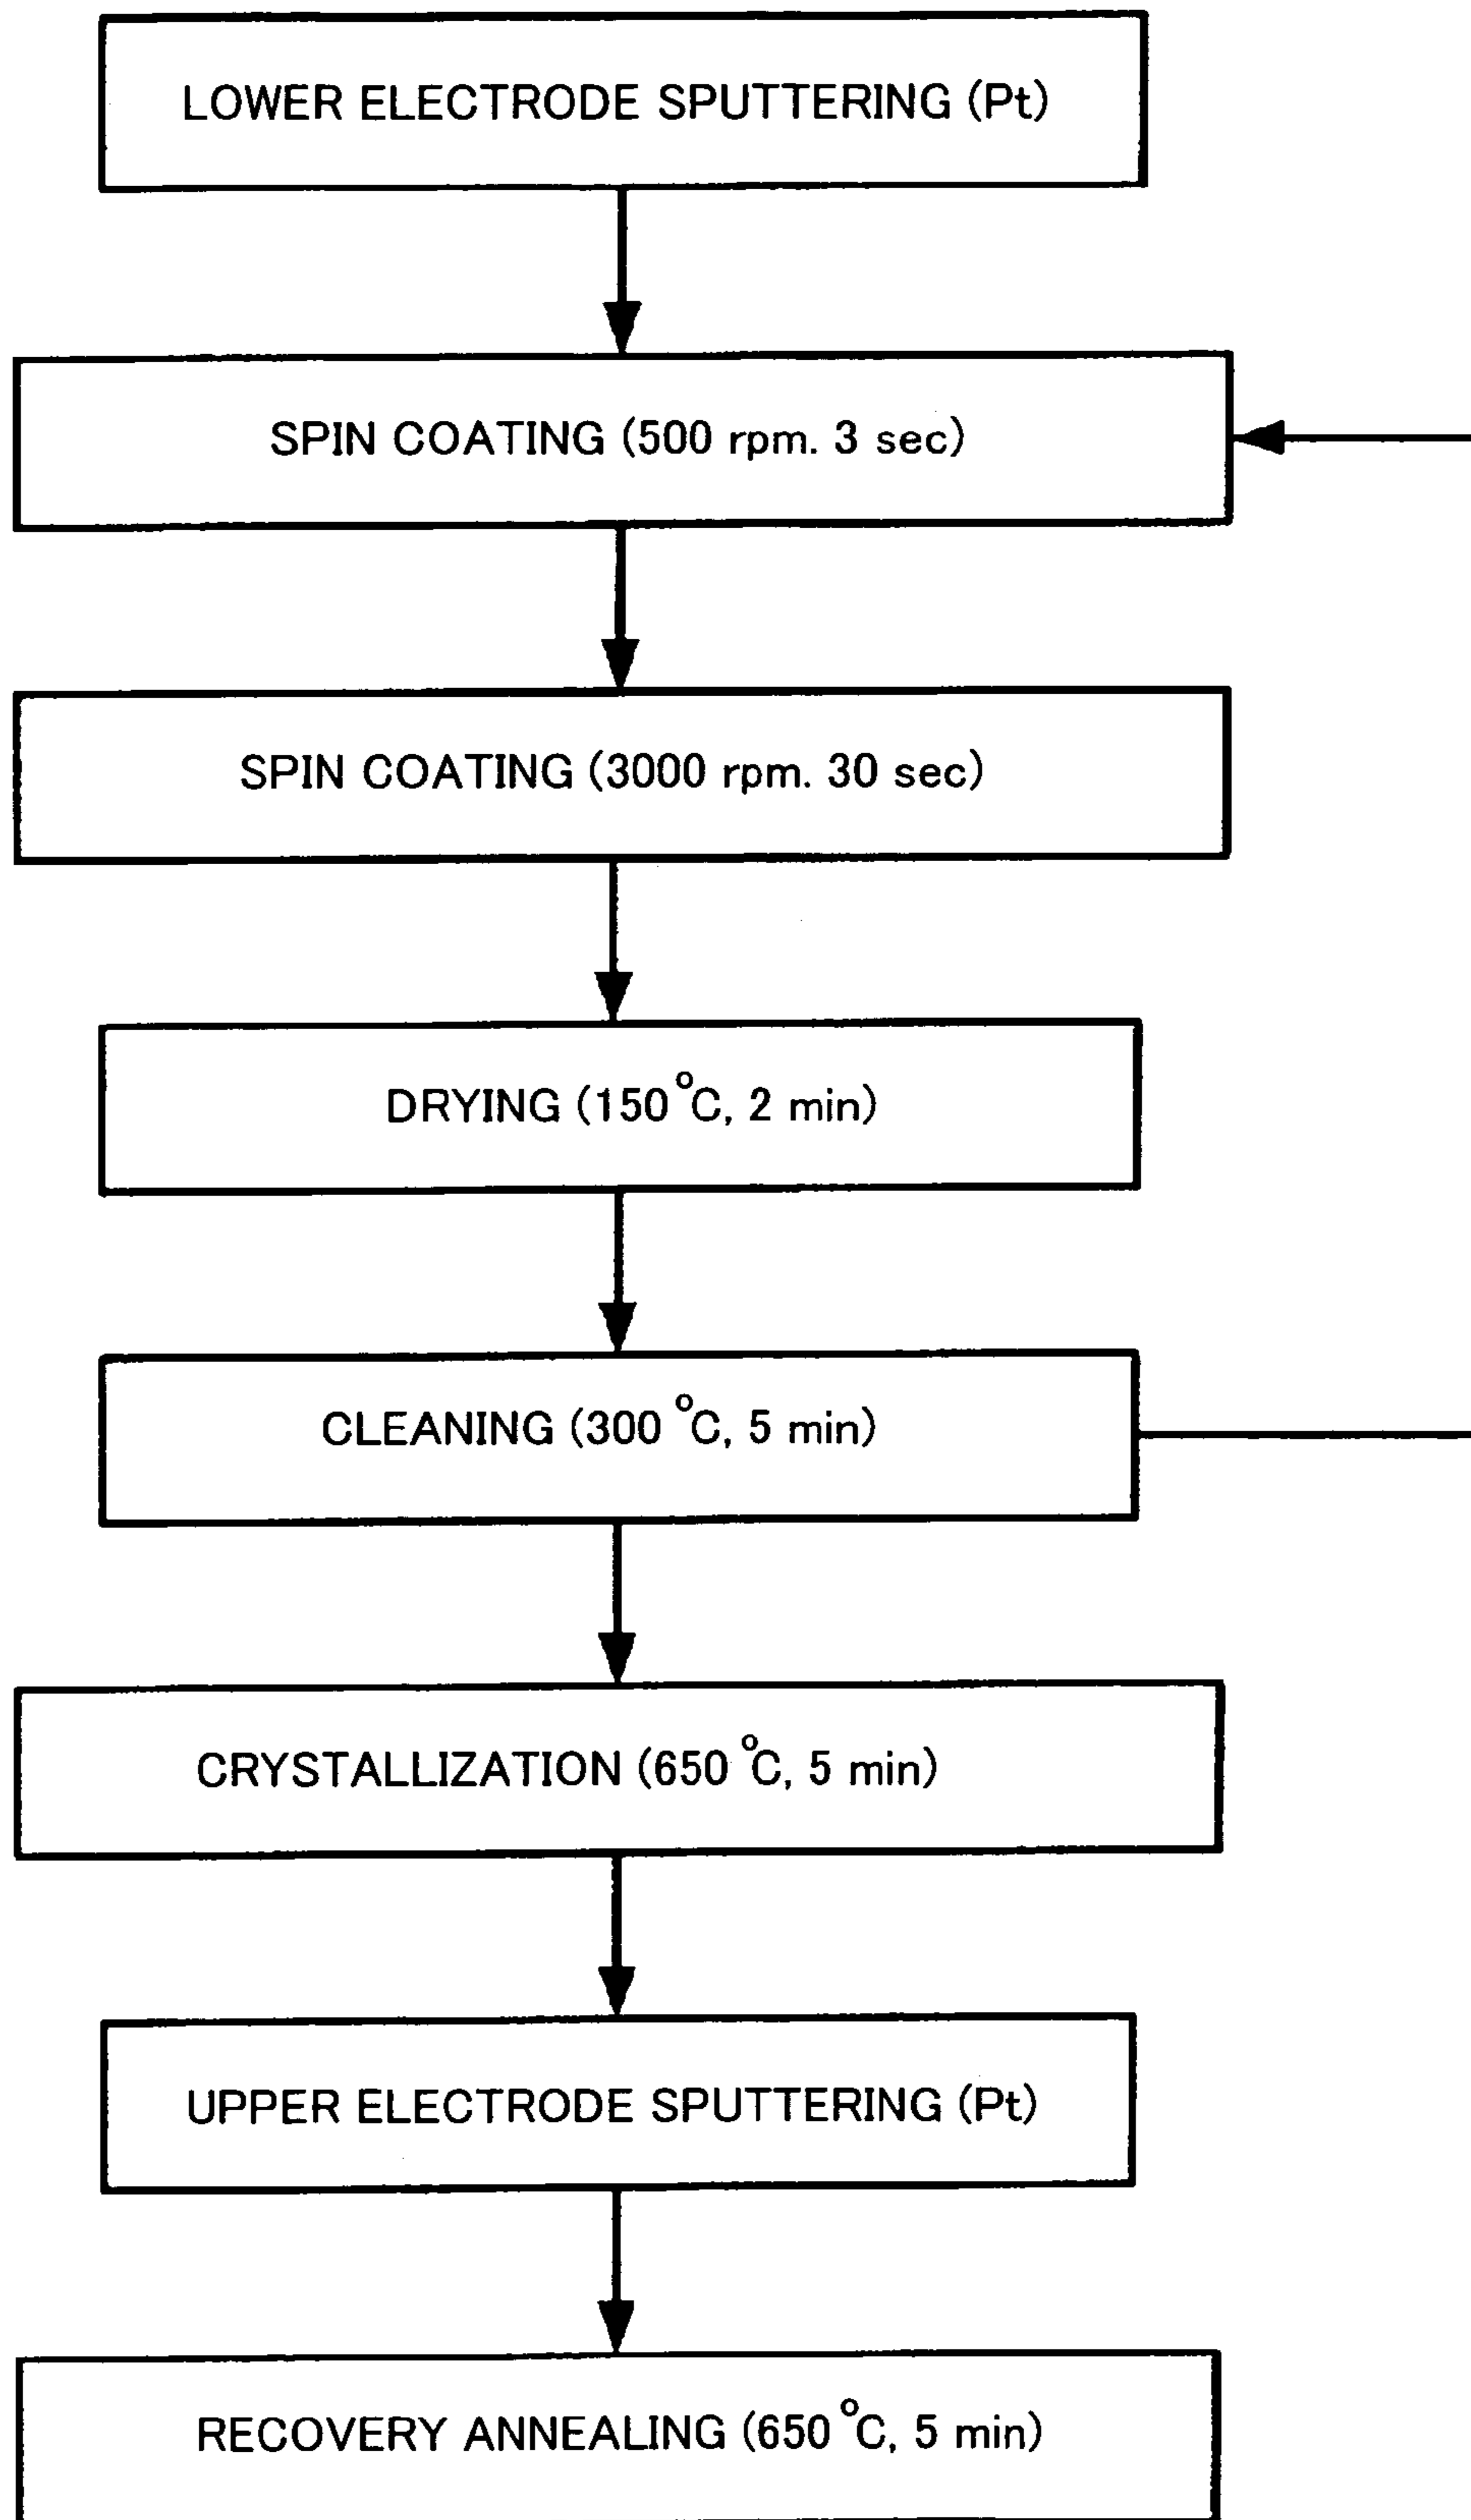 LOWER ELECTRODE SPUTTERING (Pt)
SPIN COATING (500 rpm. 3 sec)
SPIN COATING (3000 rpm. 30 sec)
DRYING (150°C, 2 min)
CLEANING (300 °C, 5 min)
CRYSTALLIZATION (650 °C, 5 min)
UPPER ELECTRODE SPUTTERING (Pt)
RECOVERY ANNEALING (650 °C, 5 min)